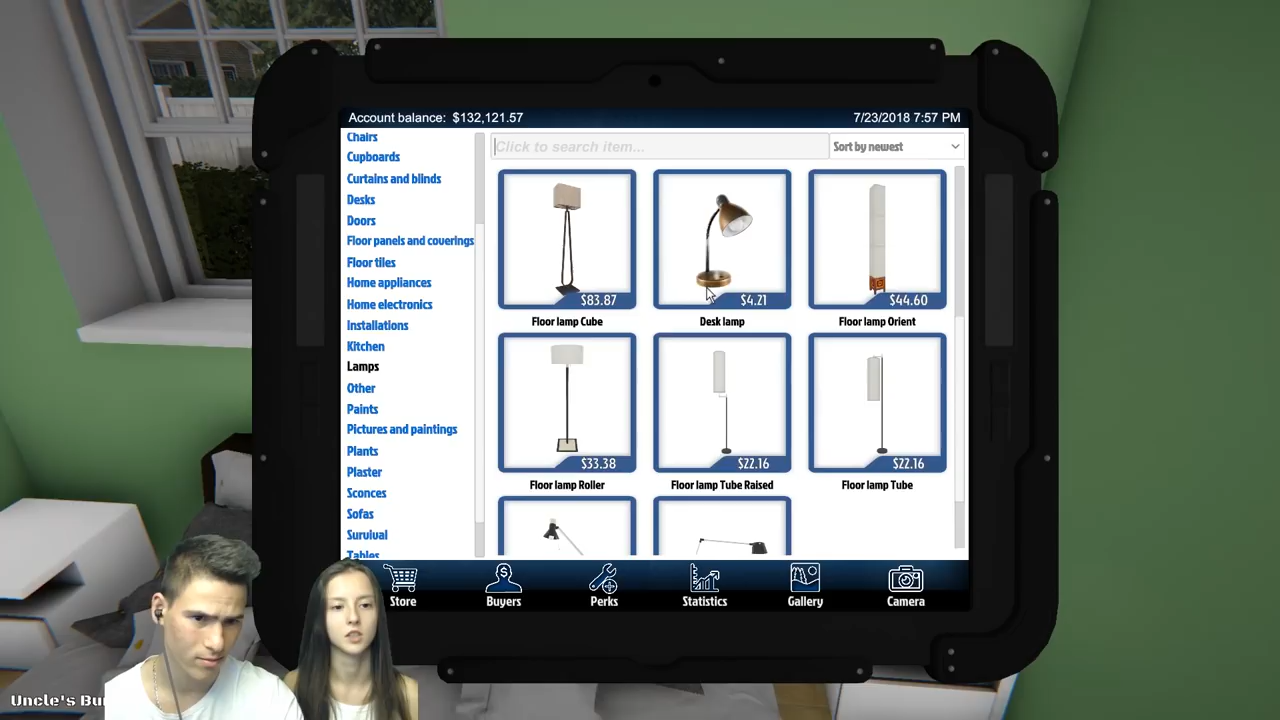 Account balance: $132,121.57
7/23/2018 7:57 PM
Chairs
Cupboards
Curtains and blinds
Desks
Doors
Floor panels and coverings
Floor tiles
Home appliances
Home electronics
Installations
Kitchen
Lamps
Other
Paints
Pictures and paintings
Plants
Plaster
Sconces
Sofas
Survival
Tables
Click to search item...
Sort by newest
$83.87
$4.21
$44.60
Floor lamp Cube
Desk lamp
Floor lamp Orient
$33.38
$22.16
$22.16
Floor lamp Roller
Floor lamp Tube Raised
Floor lamp Tube
Store
Buyers
Perks
Statistics
Gallery
Camera
Uncle's